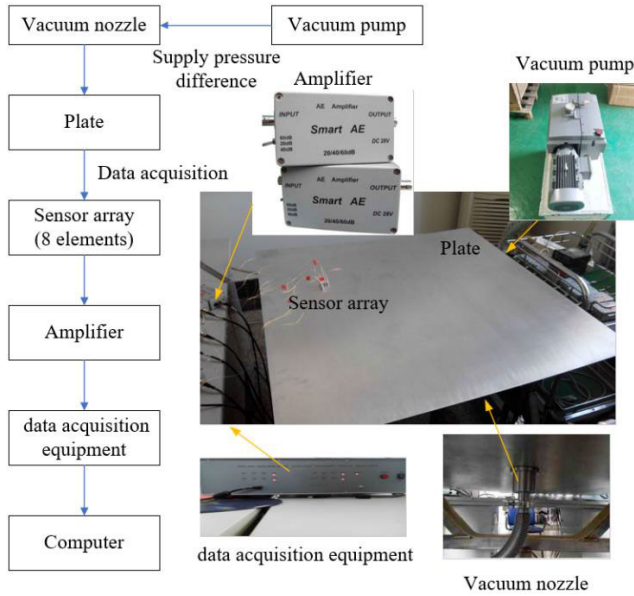 Vacuum nozzle
Vacuum pump
Supply pressure
difference
Plate
Data acquisition
Sensor array
(8 elements)
Amplifier
data acquisition
equipment
Computer
Amplifier
AE Amplifier
INPUT
OUTPUT
Smart AE
DC 28V
20/40/60dB
AE Amplifier
INPUT
OUTPUT
Smart AE
DC 28V
20/40/60dB
Vacuum pump
Plate
Sensor array
data acquisition equipment
Vacuum nozzle